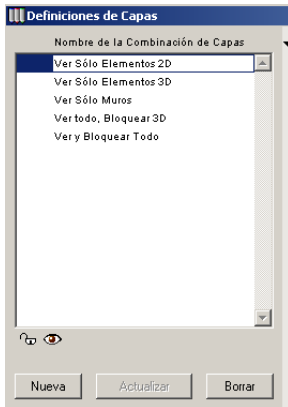 Definiciones de Capas
Nombre de la Combinación de Capas
Ver Sólo Elementos 2D
Ver Sólo Elementos 3D
Ver Sólo Muros
Ver todo, Bloquear 3D
Ver y Bloquear Todo
Nueva
Actualizar
Borrar